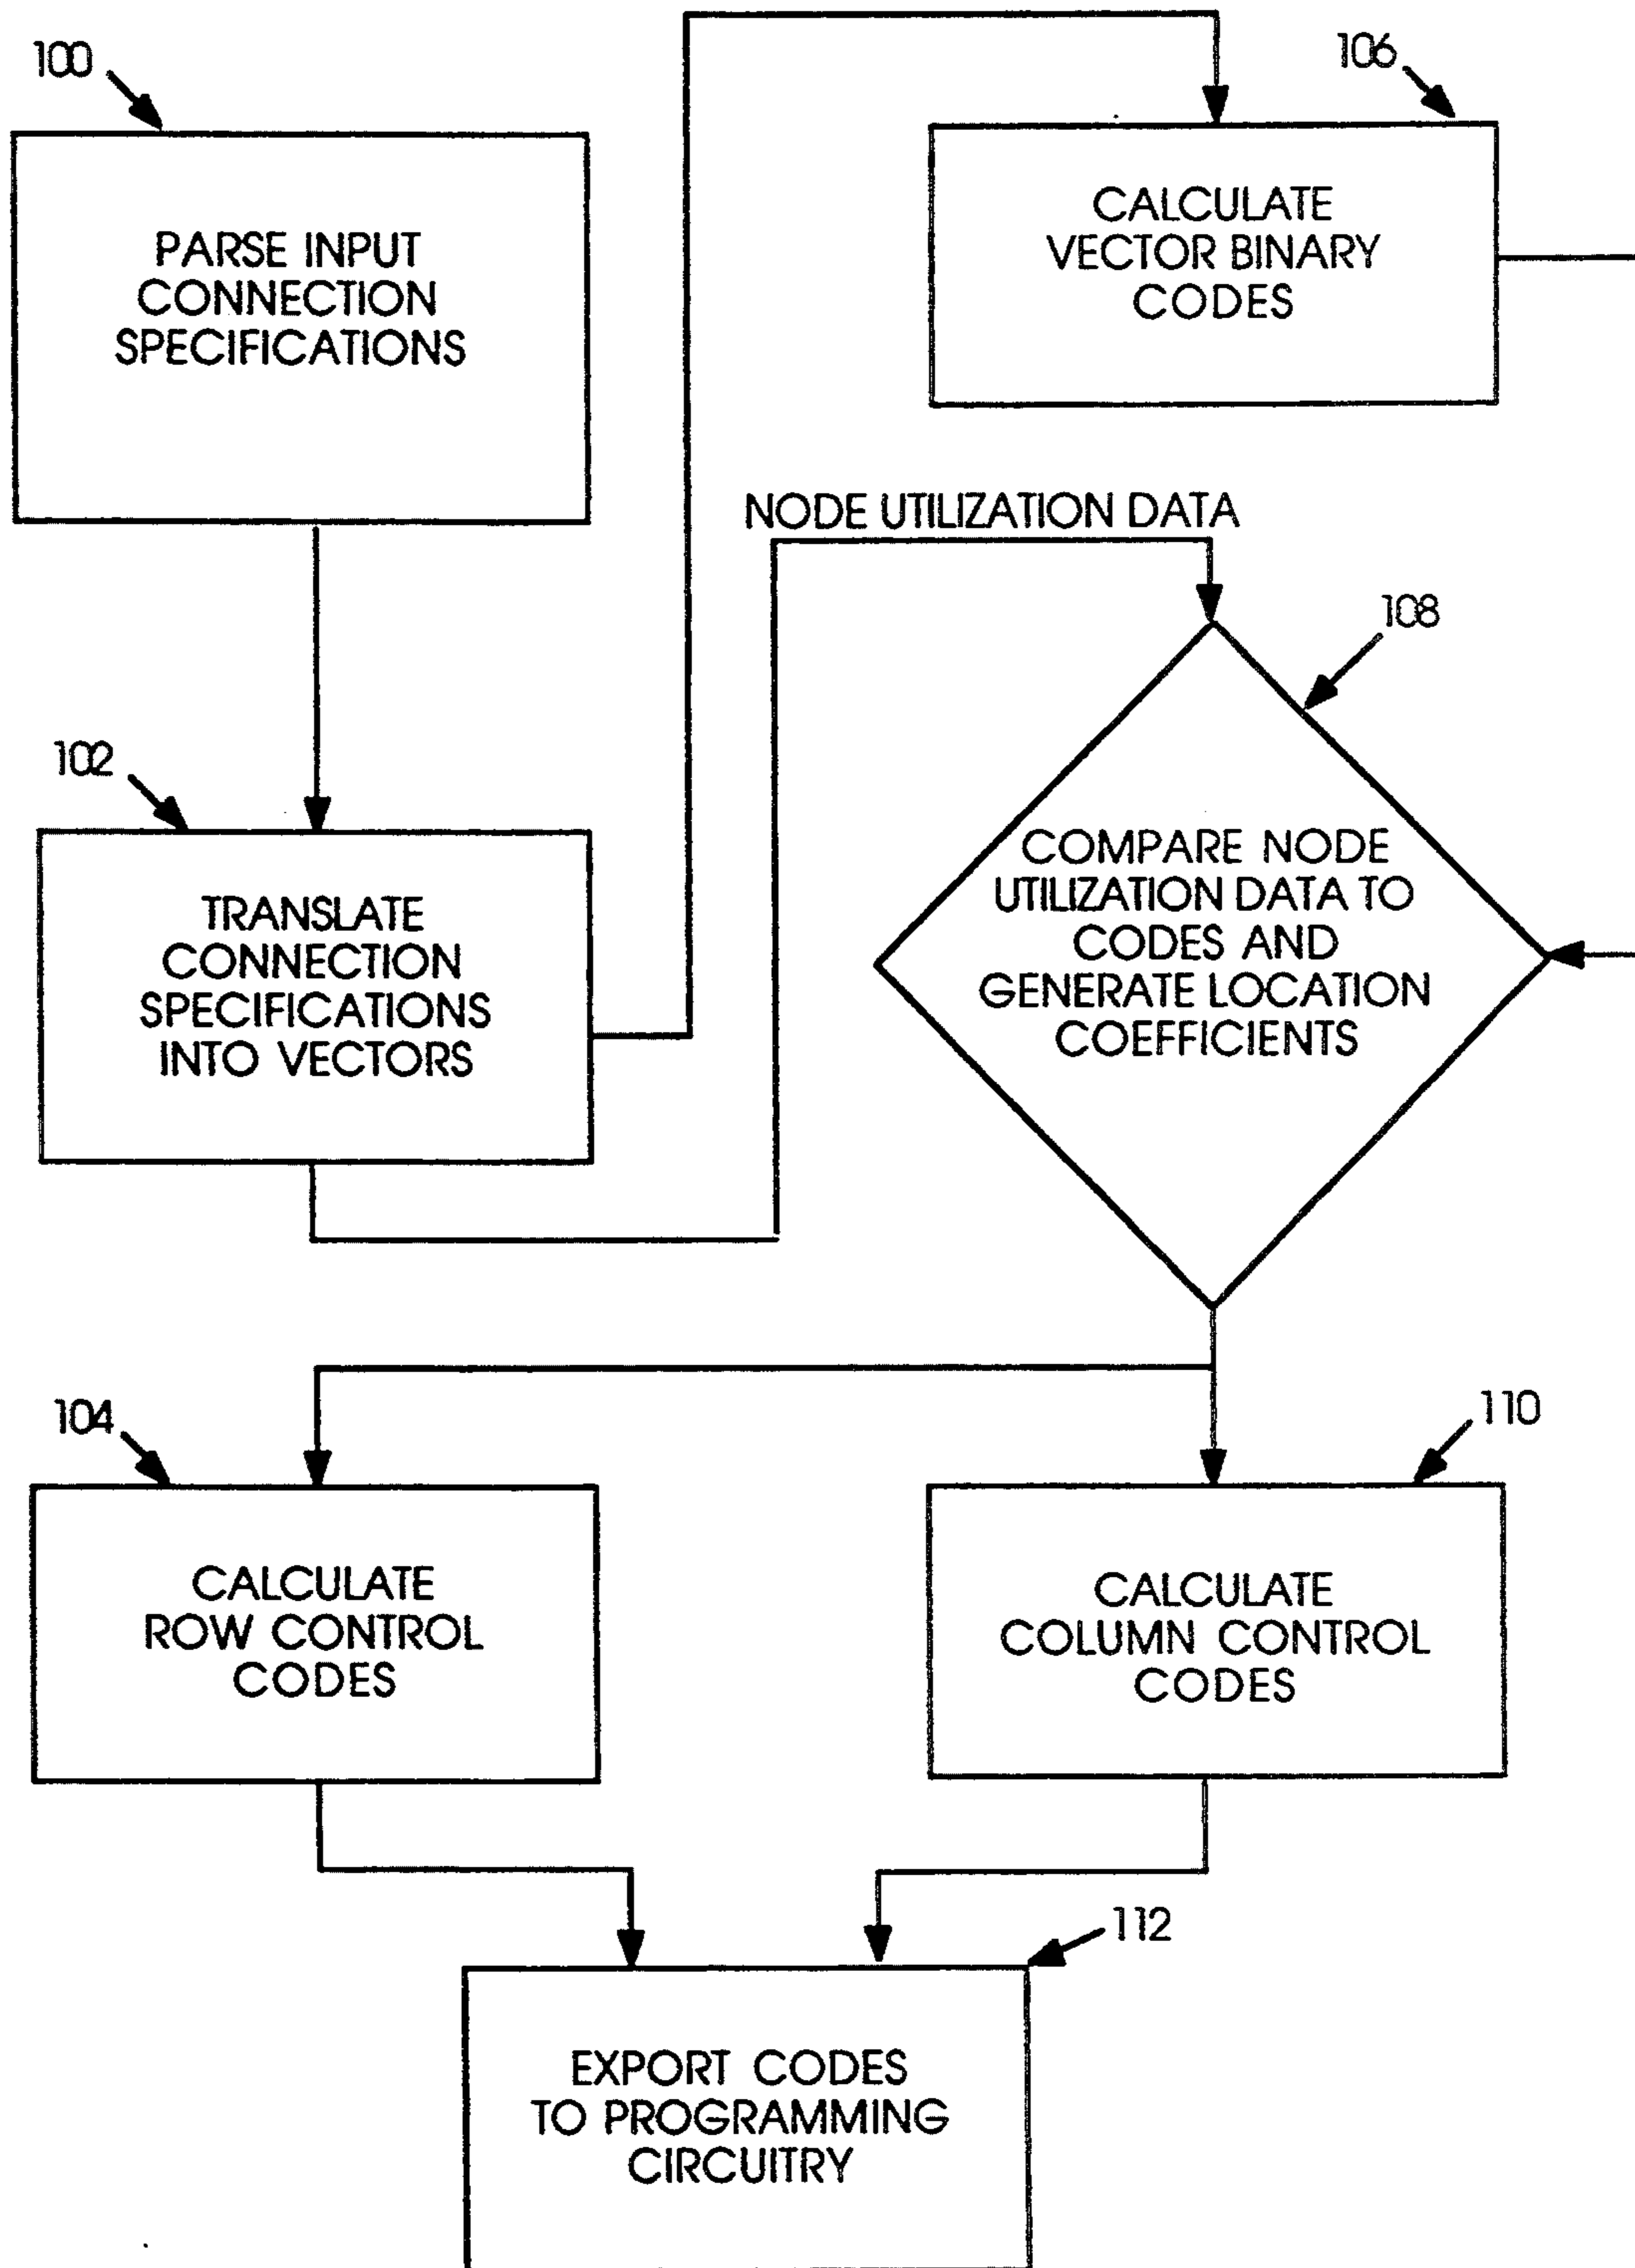 100
PARSE INPUT
CONNECTION
SPECIFICATIONS
106
CALCULATE
VECTOR BINARY
CODES
NODE UTILIZATION DATA
108
COMPARE NODE
UTILIZATION DATA TO
CODES AND
GENERATE LOCATION
COEFFICIENTS
102
TRANSLATE
CONNECTION
SPECIFICATIONS
INTO VECTORS
104
CALCULATE
ROW CONTROL
CODES
110
CALCULATE
COLUMN CONTROL
CODES
112
EXPORT CODES
TO PROGRAMMING
CIRCUITRY